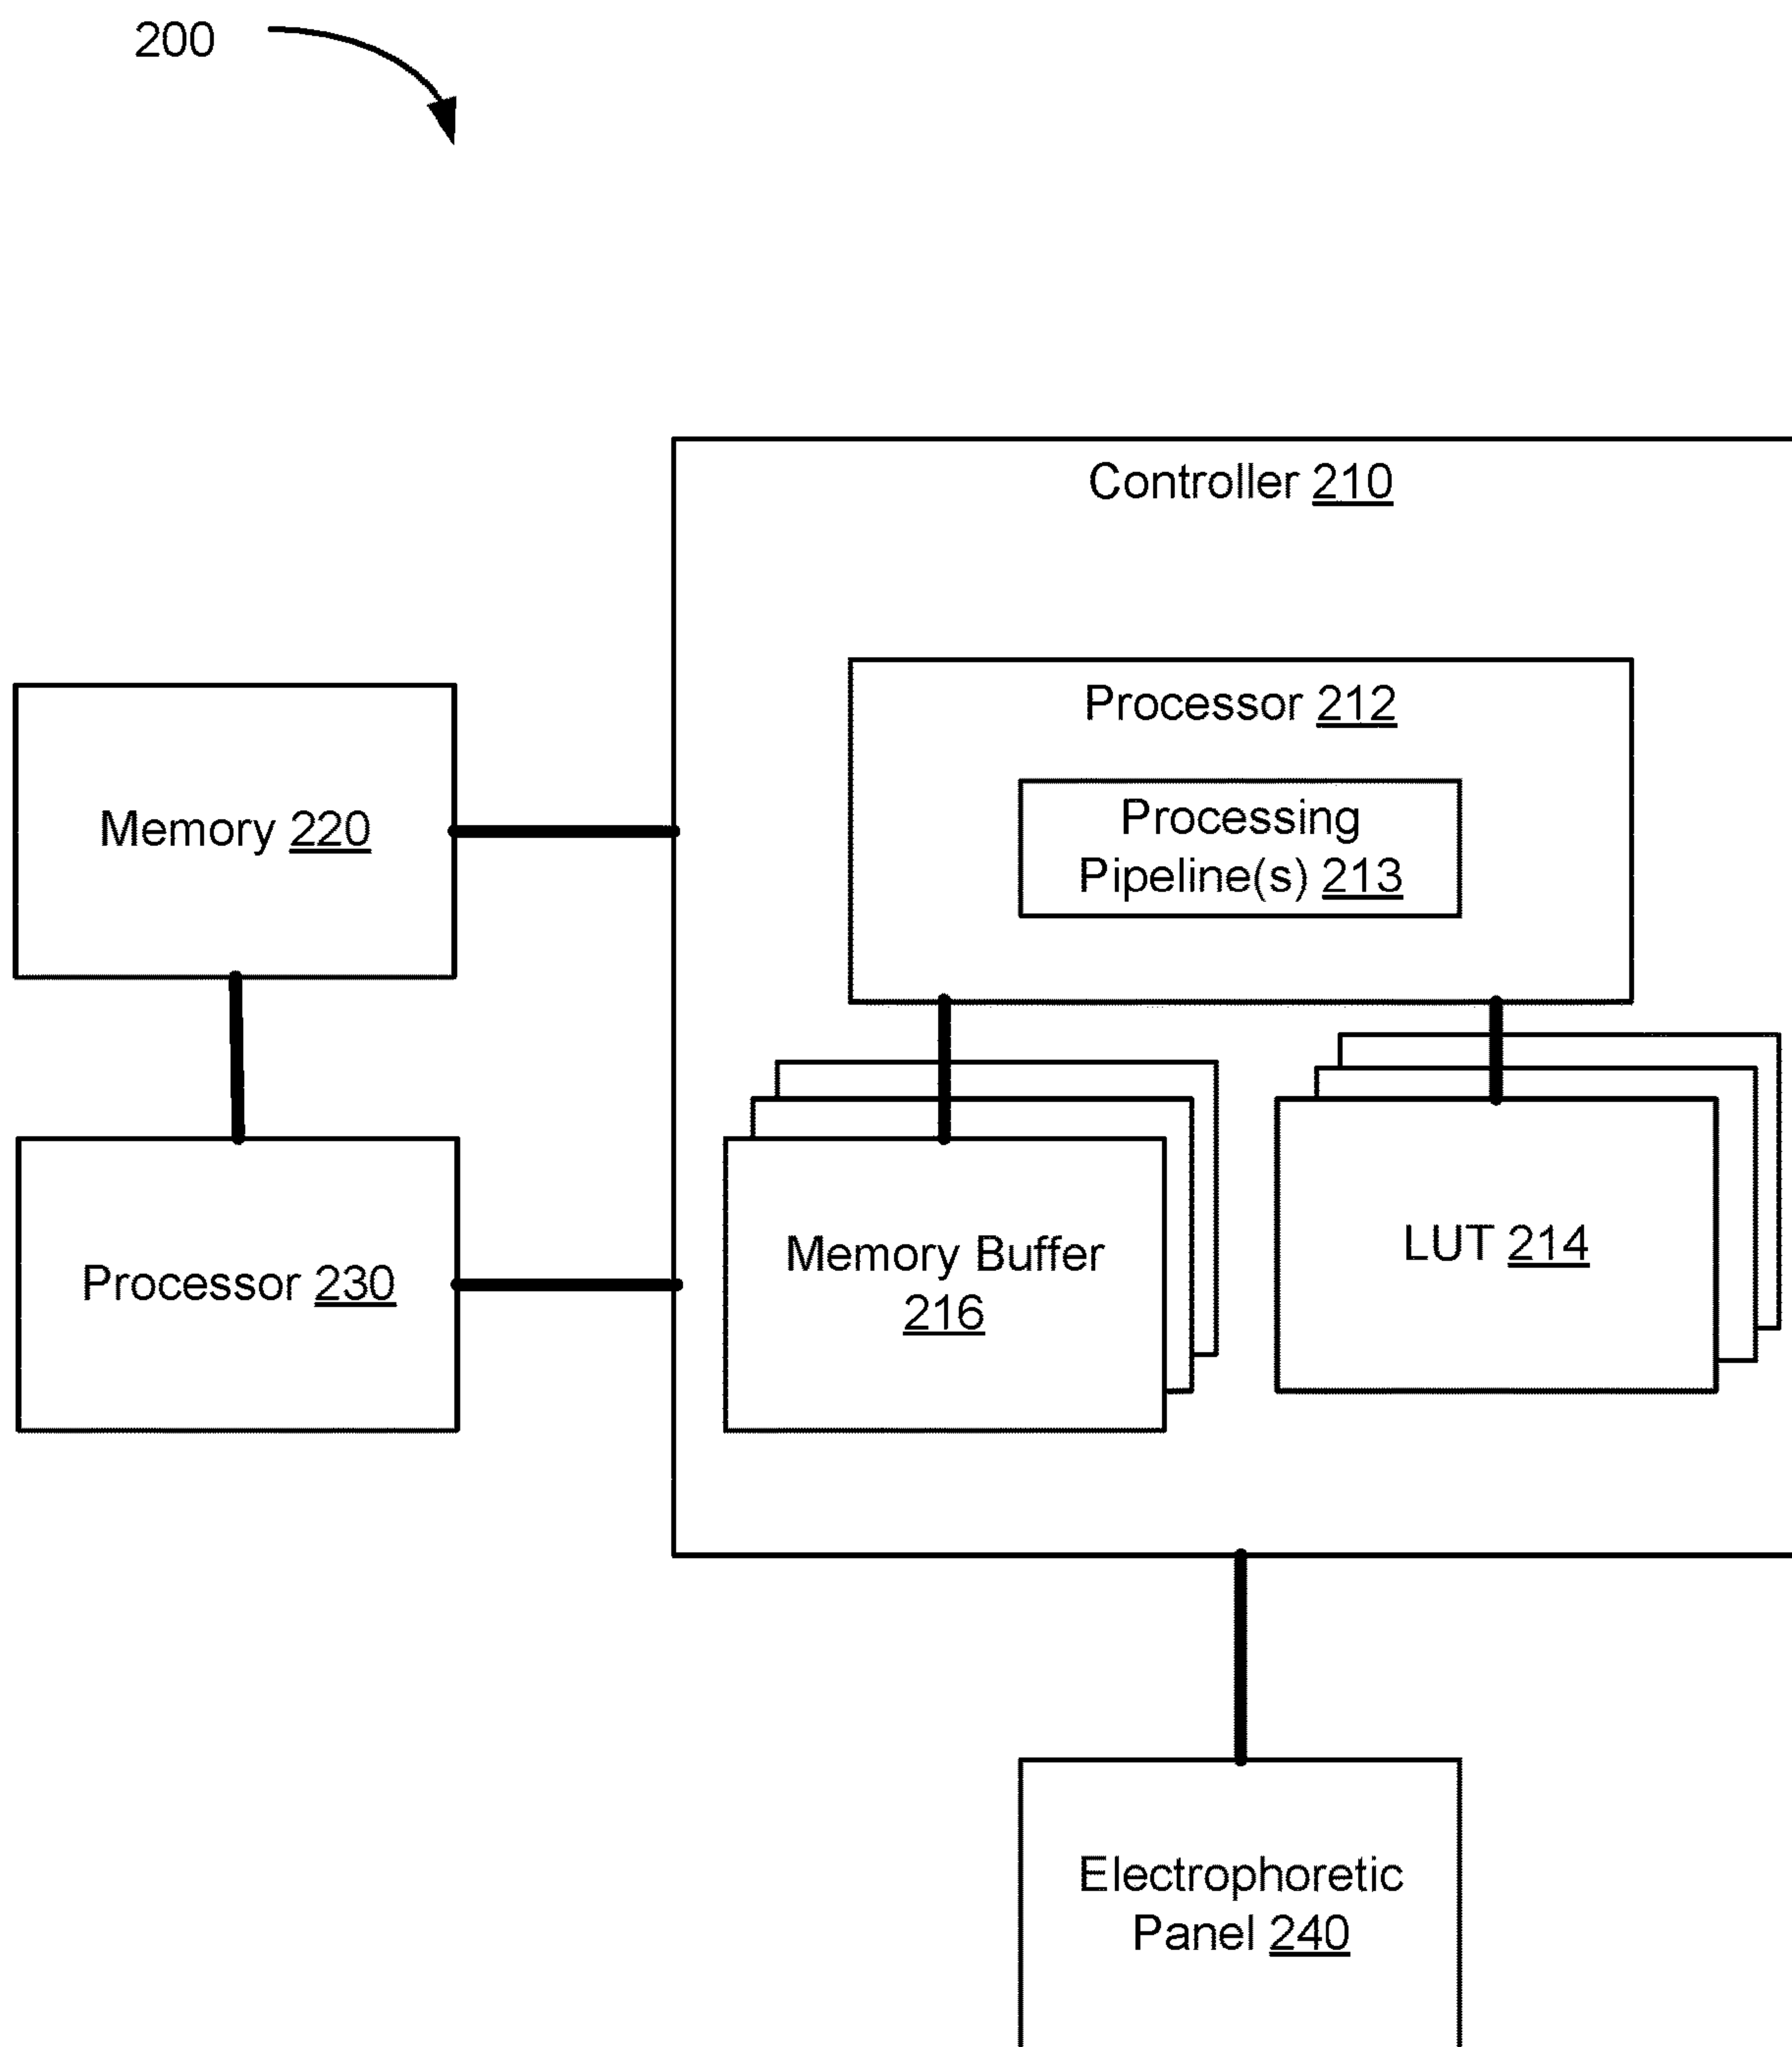 200
Controller 210
Processor 212
Processing
Pipeline(s) 213
Memory 220
Memory Buffer
216
LUT 214
Processor 230
Electrophoretic
Panel 240